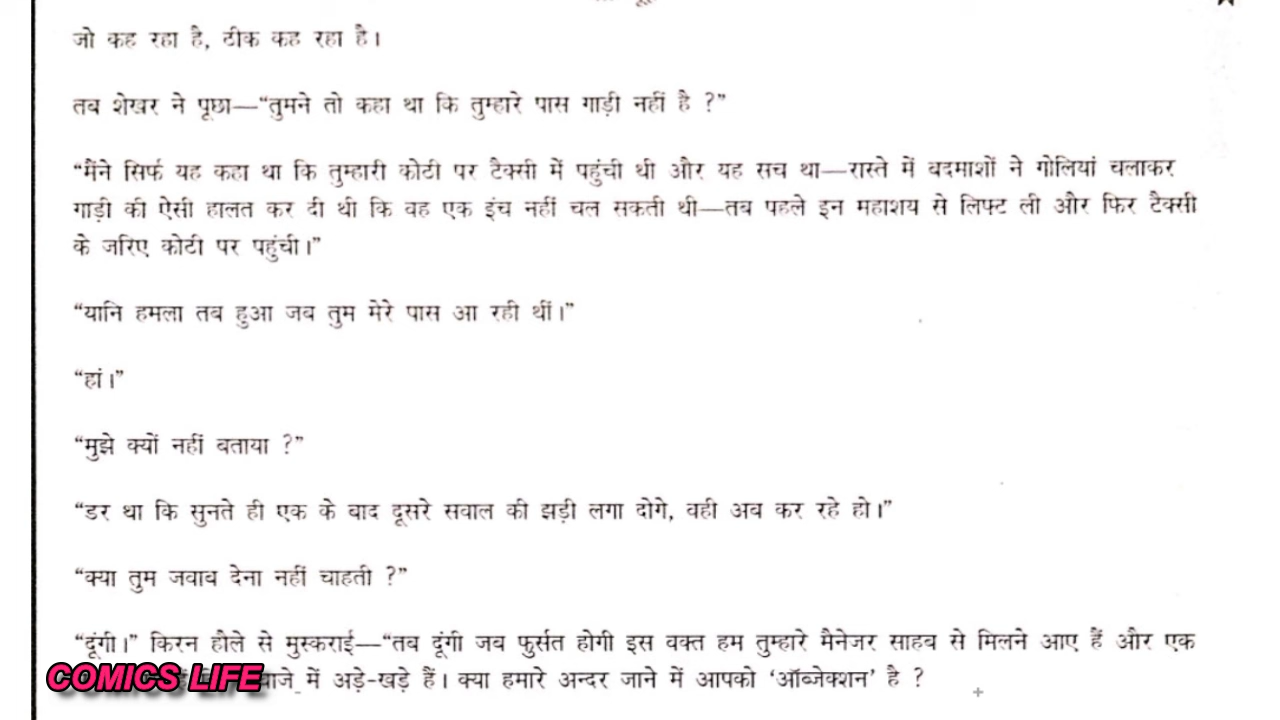 जो कह रहा है, ठीक कह रहा है।
तब शेखर ने पूछा—“तुमने तो कहा था कि तुम्हारे पास गाड़ी नहीं है ?”
“मैंने सिर्फ यह कहा था कि तुम्हारी कोटी पर टैक्सी में पहुंची थी और यह सच था—रास्ते में बदमाशों ने गोलियां चलाकर
गाड़ी की ऐसी हालत कर दी थी कि वह एक इंच नहीं चल सकती थी—तब पहले इन महाशय से लिफ्ट ली और फिर टैक्सी
के जरिए कोटी पर पहुंची।”
“यानि हमला तब हुआ जब तुम मेरे पास आ रही थीं।”
“हां।”
“मुझे क्यों नहीं बताया ?”
“डर था कि सुनते ही एक के बाद दूसरे सवाल की झड़ी लगा दोगे, वही अब कर रहे हो।”
“क्या तुम जवाब देना नहीं चाहती ?”
“दूंगी।” किरन हौले से मुस्कराई—“तब दूंगी जब फुर्सत होगी इस वक्त हम तुम्हारे मैनेजर साहब से मिलने आए हैं और एक
COMICS LIFE में अड़े-खड़े हैं। क्या हमारे अन्दर जाने में आपको ‘ऑब्जेक्शन’ है ?